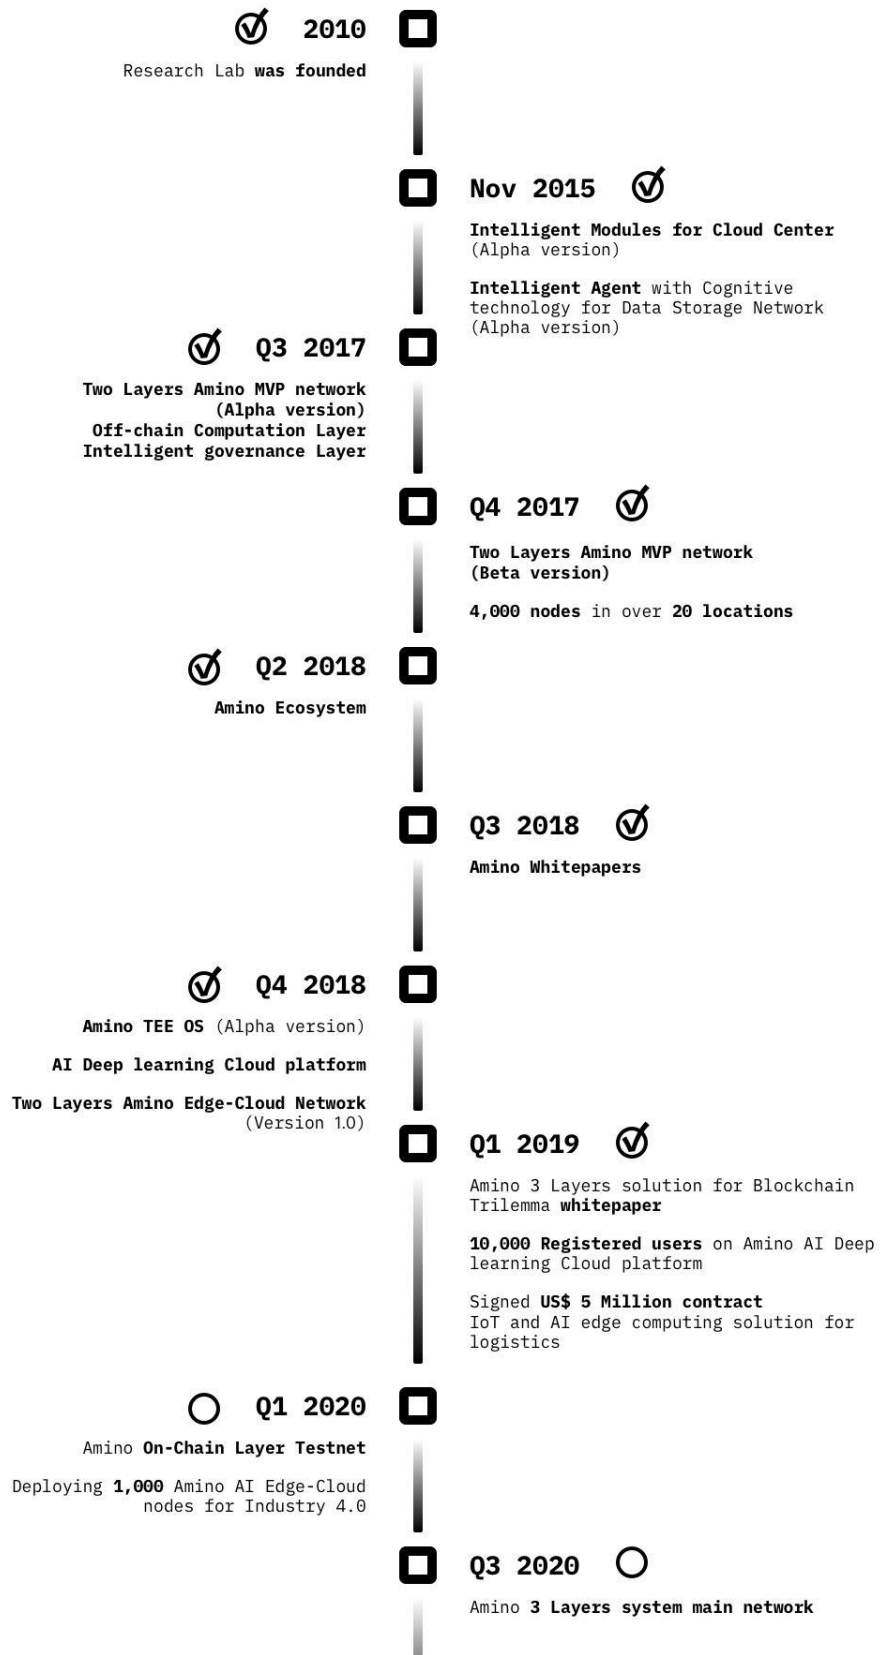 2010
Research Lab was founded
Nov 2015
Intelligent Modules for Cloud Center
(Alpha version)
Intelligent Agent with Cognitive
technology for Data Storage Network
(Alpha version)
Q3 2017
Two Layers Amino MVP network
(Alpha version)
Off-chain Computation Layer
Intelligent governance Layer
Q4 2017
Two Layers Amino MVP network
(Beta version)
4,000 nodes in over 20 locations
Q2 2018
Amino Ecosystem
Q3 2018
Amino Whitepapers
Q4 2018
Amino TEE OS (Alpha version)
AI Deep learning Cloud platform
Two Layers Amino Edge-Cloud Network
(Version 1.0)
Q1 2019
Amino 3 Layers solution for Blockchain
Trilemma whitepaper
10,000 Registered users on Amino AI Deep
learning Cloud platform
Signed US$ 5 Million contract
IoT and AI edge computing solution for
logistics
Q1 2020
Amino On-Chain Layer Testnet
Deploying 1,000 Amino AI Edge-Cloud
nodes for Industry 4.0
Q3 2020
Amino 3 Layers system main network